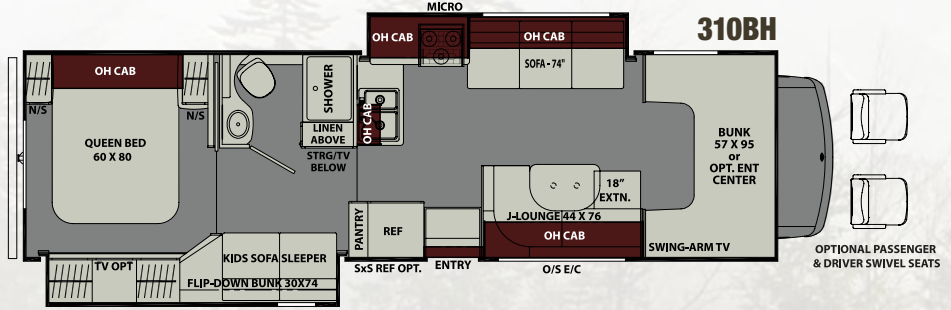 MICRO
310BH
OH CAB
OH CAB
OH CAB
SOFA - 74"
N/S
N/S
SHOWER
OH CAB
LINEN
ABOVE
STRG/TV
BELOW
QUEEN BED
60 X 80
BUNK
57 X 95
or
OPT. ENT
CENTER
18"
EXTN.
J-LOUNGE 44 X 76
OH CAB
PANTRY
REF
SWING-ARM TV
OPTIONAL PASSENGER
& DRIVER SWIVEL SEATS
TV OPT
KIDS SOFA SLEEPER
FLIP-DOWN BUNK 30X74
SxS REF OPT.
ENTRY
O/S E/C